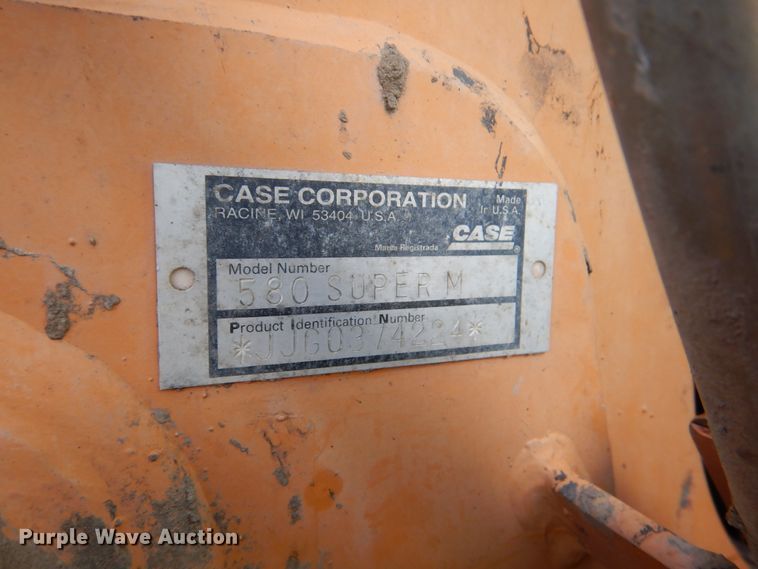 CASE CORPORATION
RACINE, WI 53404 U.S.A.
Made
In U.S.A.
CASE
®
Marca Registrada
Model Number
580 SUPER M
Product Identification Number
*JJG0374224*
Purple Wave Auction®